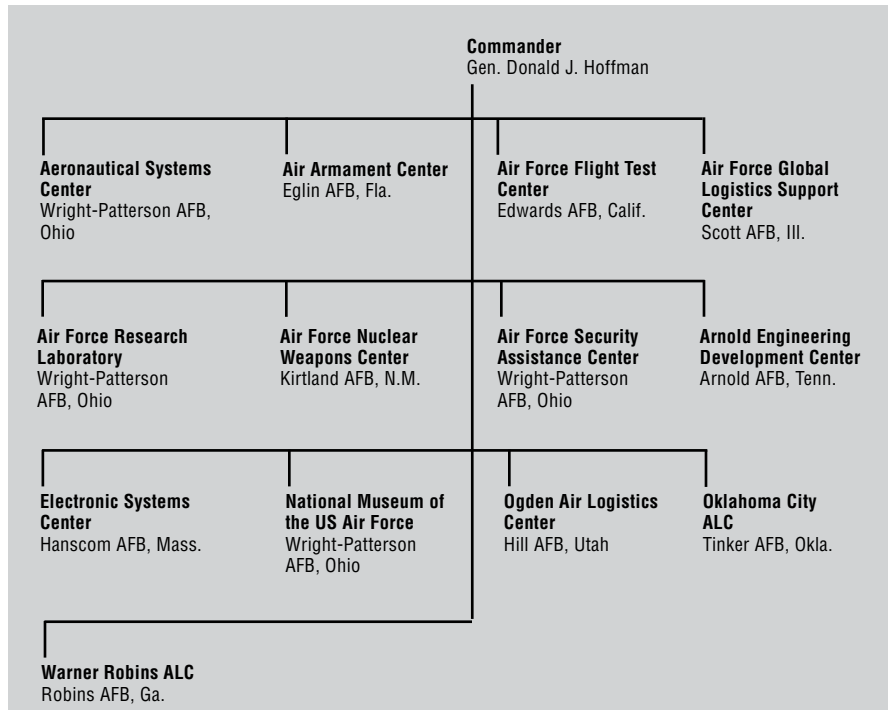 Commander
Gen. Donald J. Hoffman
Aeronautical Systems
Center
Wright-Patterson AFB,
Ohio
Air Armament Center
Eglin AFB, Fla.
Air Force Flight Test
Center
Edwards AFB, Calif.
Air Force Global
Logistics Support
Center
Scott AFB, Ill.
Air Force Research
Laboratory
Wright-Patterson
AFB, Ohio
Air Force Nuclear
Weapons Center
Kirtland AFB, N.M.
Air Force Security
Assistance Center
Wright-Patterson
AFB, Ohio
Arnold Engineering
Development Center
Arnold AFB, Tenn.
Electronic Systems
Center
Hanscom AFB, Mass.
National Museum of
the US Air Force
Wright-Patterson
AFB, Ohio
Ogden Air Logistics
Center
Hill AFB, Utah
Oklahoma City
ALC
Tinker AFB, Okla.
Warner Robins ALC
Robins AFB, Ga.